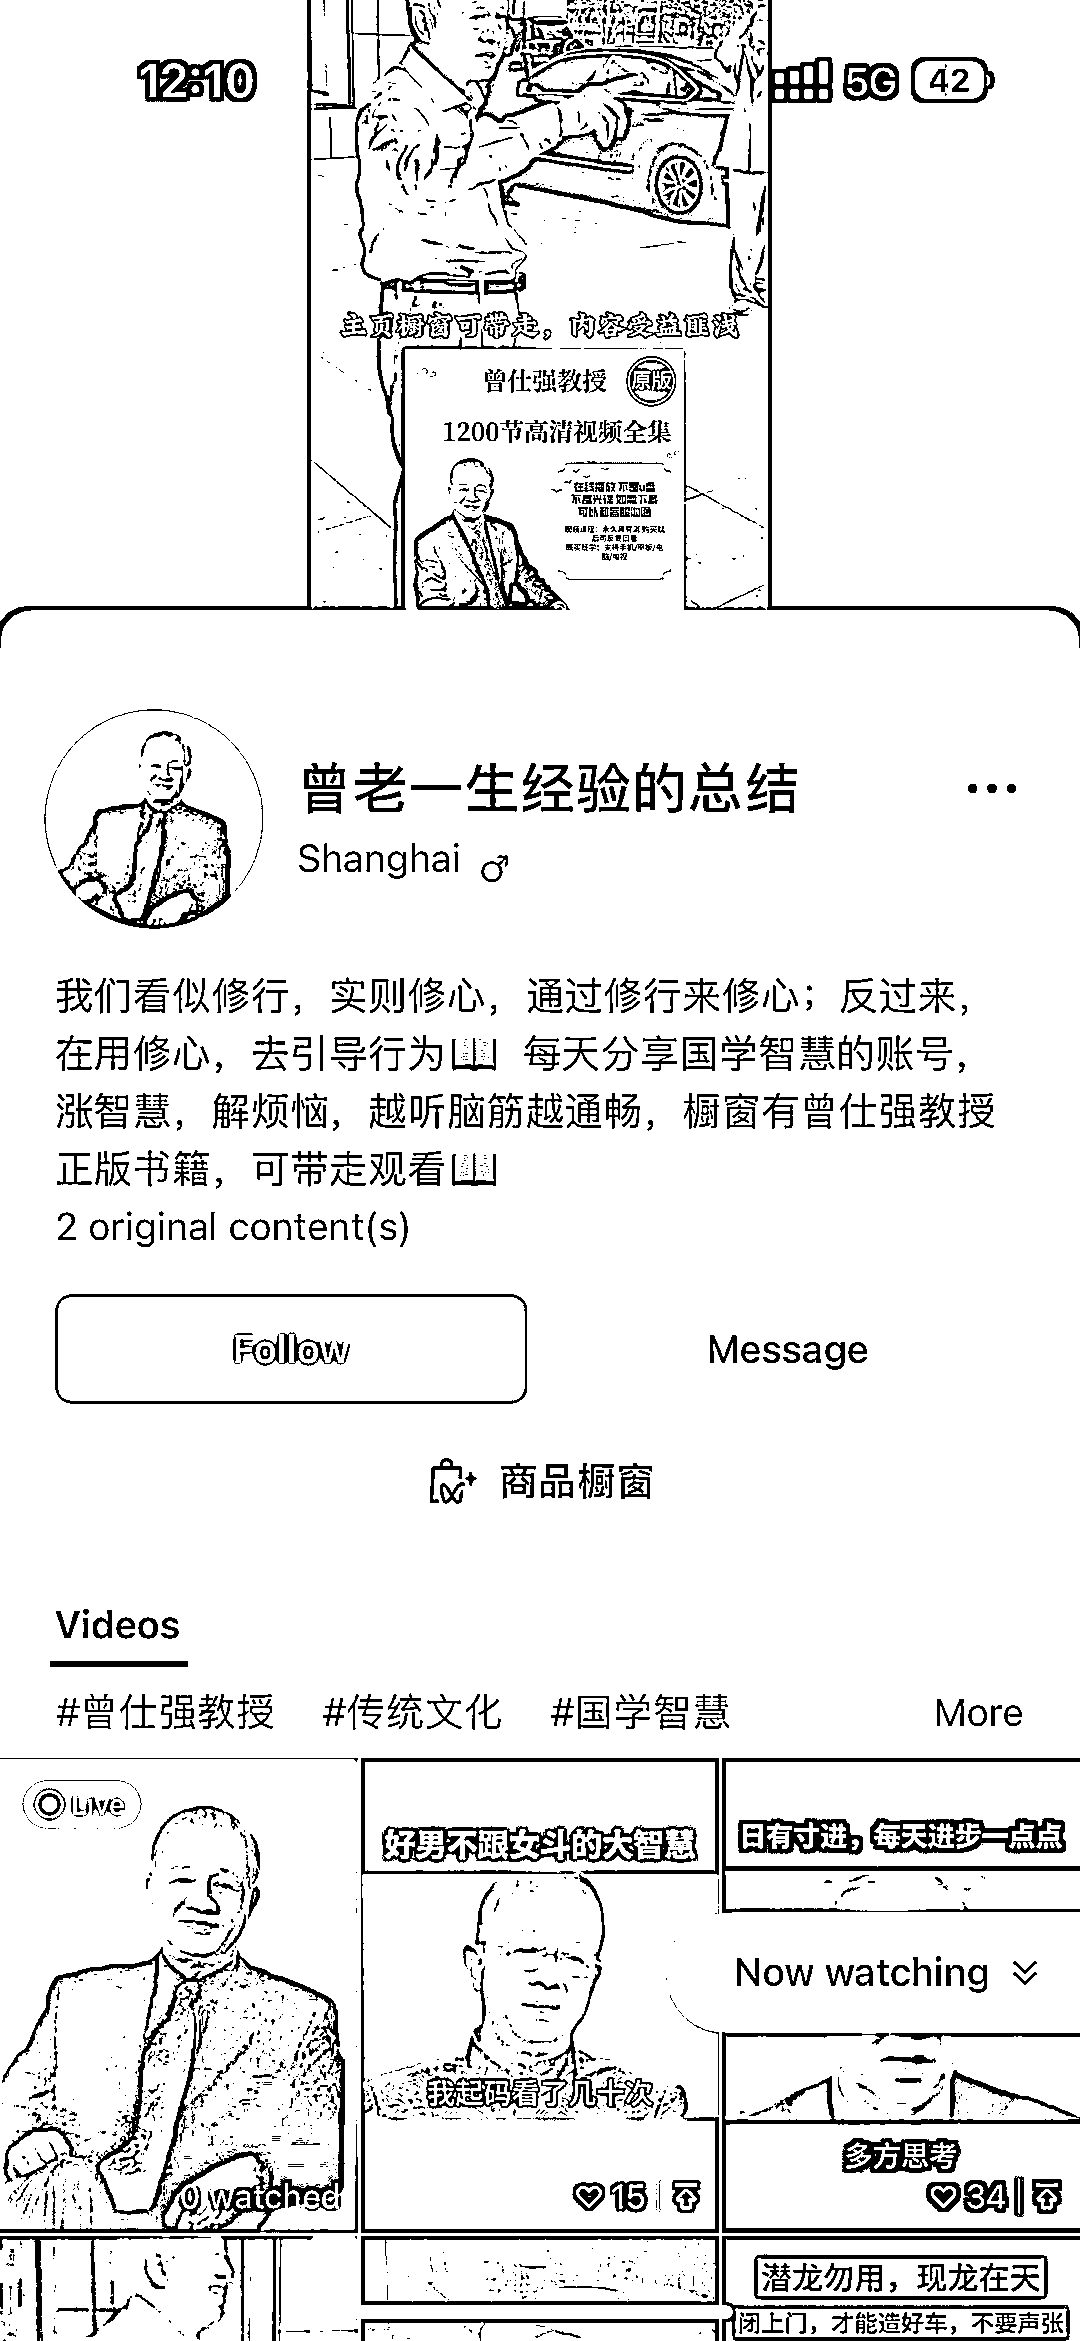 12:10
5G 42
主页橱窗可带走，内容受益匪浅
曾仕强教授 原版
1200节高清视频全集
在线播放 不是u盘
不是光碟 如需下载
可以和客服沟通
我们看似修行，实则修心，通过修行来修心；反过来，
曾老一生经验的总结
Shanghai
在用修心，去引导行为📖 每天分享国学智慧的账号，
涨智慧，解烦恼，越听脑筋越通畅，橱窗有曾仕强教授
正版书籍，可带走观看📖
2 original content(s)
Follow
Message
商品橱窗
Videos
#曾仕强教授 #传统文化 #国学智慧 More
Live
好男不跟女斗的大智慧
日有寸进，每天进步一点点
Now watching
我起码看了几十次
多方思考
0 watched
15
34
潜龙勿用，现龙在天
闭上门，才能造好车，不要声张